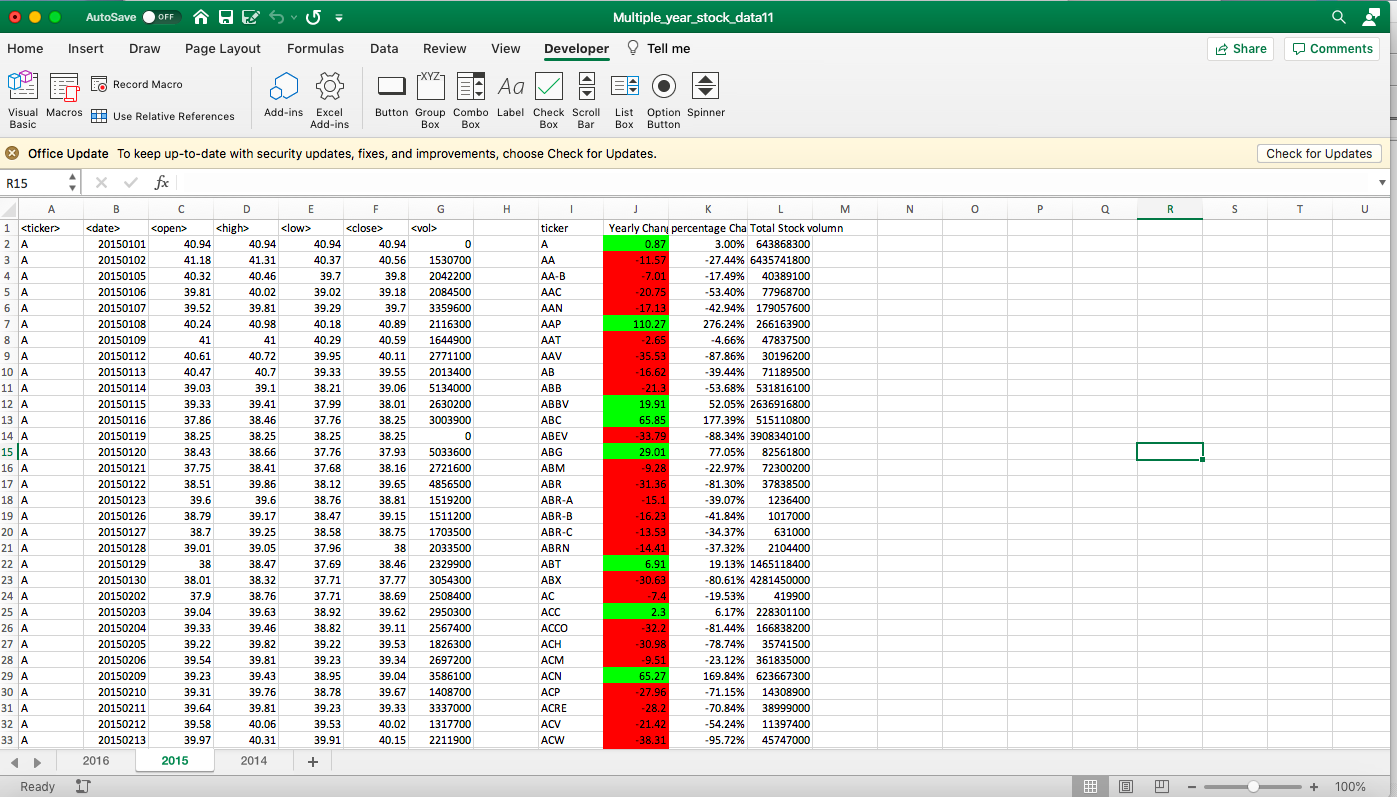 AutoSave OFF Multiple_year_stock_data11
Home Insert Draw Page Layout Formulas Data Review View Developer Tell me Share Comments
Visual Basic Macros Record Macro Use Relative References Add-ins Excel Add-ins Button XYZ Group Box Combo Box Aa Label Check Box Scroll Bar List Box Option Button Spinner
Office Update To keep up-to-date with security updates, fixes, and improvements, choose Check for Updates. Check for Updates
R15 fx
A B C D E F G H I J K L M N O P Q R S T U
1 <ticker> <date> <open> <high> <low> <close> <vol> ticker Yearly Chan percentage Cha Total Stock volumn
2 A 20150101 40.94 40.94 40.94 40.94 0 A 0.87 3.00% 643868300
3 A 20150102 41.18 41.31 40.37 40.56 1530700 AA -11.57 -27.44% 6435741800
4 A 20150105 40.32 40.46 39.7 39.8 2042200 AA-B -7.01 -17.49% 40389100
5 A 20150106 39.81 40.02 39.02 39.18 2084500 AAC -20.75 -53.40% 77968700
6 A 20150107 39.52 39.81 39.29 39.7 3359600 AAN -17.13 -42.94% 179057600
7 A 20150108 40.24 40.98 40.18 40.89 2116300 AAP 110.27 276.24% 266163900
8 A 20150109 41 41 40.29 40.59 1644900 AAT -2.65 -4.66% 47837500
9 A 20150112 40.61 40.72 39.95 40.11 2771100 AAV -35.53 -87.86% 30196200
10 A 20150113 40.47 40.7 39.33 39.55 2013400 AB -16.62 -39.44% 71189500
11 A 20150114 39.03 39.1 38.21 39.06 5134000 ABB -21.3 -53.68% 531816100
12 A 20150115 39.33 39.41 37.99 38.01 2630200 ABBV 19.91 52.05% 2636916800
13 A 20150116 37.86 38.46 37.76 38.25 3003900 ABC 65.85 177.39% 515110800
14 A 20150119 38.25 38.25 38.25 38.25 0 ABEV -33.79 -88.34% 3908340100
15 A 20150120 38.43 38.66 37.76 37.93 5033600 ABG 29.01 77.05% 82561800
16 A 20150121 37.75 38.41 37.68 38.16 2721600 ABM -9.28 -22.97% 72300200
17 A 20150122 38.51 39.86 38.12 39.65 4856500 ABR -31.36 -81.30% 37838500
18 A 20150123 39.6 39.6 38.76 38.81 1519200 ABR-A -15.1 -39.07% 1236400
19 A 20150126 38.79 39.17 38.47 39.15 1511200 ABR-B -16.23 -41.84% 1017000
20 A 20150127 38.7 39.25 38.58 38.75 1703500 ABR-C -13.53 -34.37% 631000
21 A 20150128 39.01 39.05 37.96 38 2033500 ABRN -14.41 -37.32% 2104400
22 A 20150129 38 38.47 37.69 38.46 2329900 ABT 6.91 19.13% 1465118400
23 A 20150130 38.01 38.32 37.71 37.77 3054300 ABX -30.63 -80.61% 4281450000
24 A 20150202 37.9 38.76 37.71 38.69 2508400 AC -7.4 -19.53% 419900
25 A 20150203 39.04 39.63 38.92 39.62 2950300 ACC 2.3 6.17% 228301100
26 A 20150204 39.33 39.46 38.82 39.11 2567400 ACCO -32.2 -81.44% 166838200
27 A 20150205 39.22 39.82 39.22 39.53 1826300 ACH -30.98 -78.74% 35741500
28 A 20150206 39.54 39.81 39.23 39.34 2697200 ACM -9.51 -23.12% 361835000
29 A 20150209 39.23 39.43 38.95 39.04 3586100 ACN 65.27 169.84% 623667300
30 A 20150210 39.31 39.76 38.78 39.67 1408700 ACP -27.96 -71.15% 14308900
31 A 20150211 39.64 39.81 39.23 39.33 3337000 ACRE -28.2 -70.84% 38999000
32 A 20150212 39.58 40.06 39.53 40.02 1317700 ACV -21.42 -54.24% 11397400
33 A 20150213 39.97 40.31 39.91 40.15 2211900 ACW -38.31 -95.72% 45747000
2016 2015 2014
Ready 100%